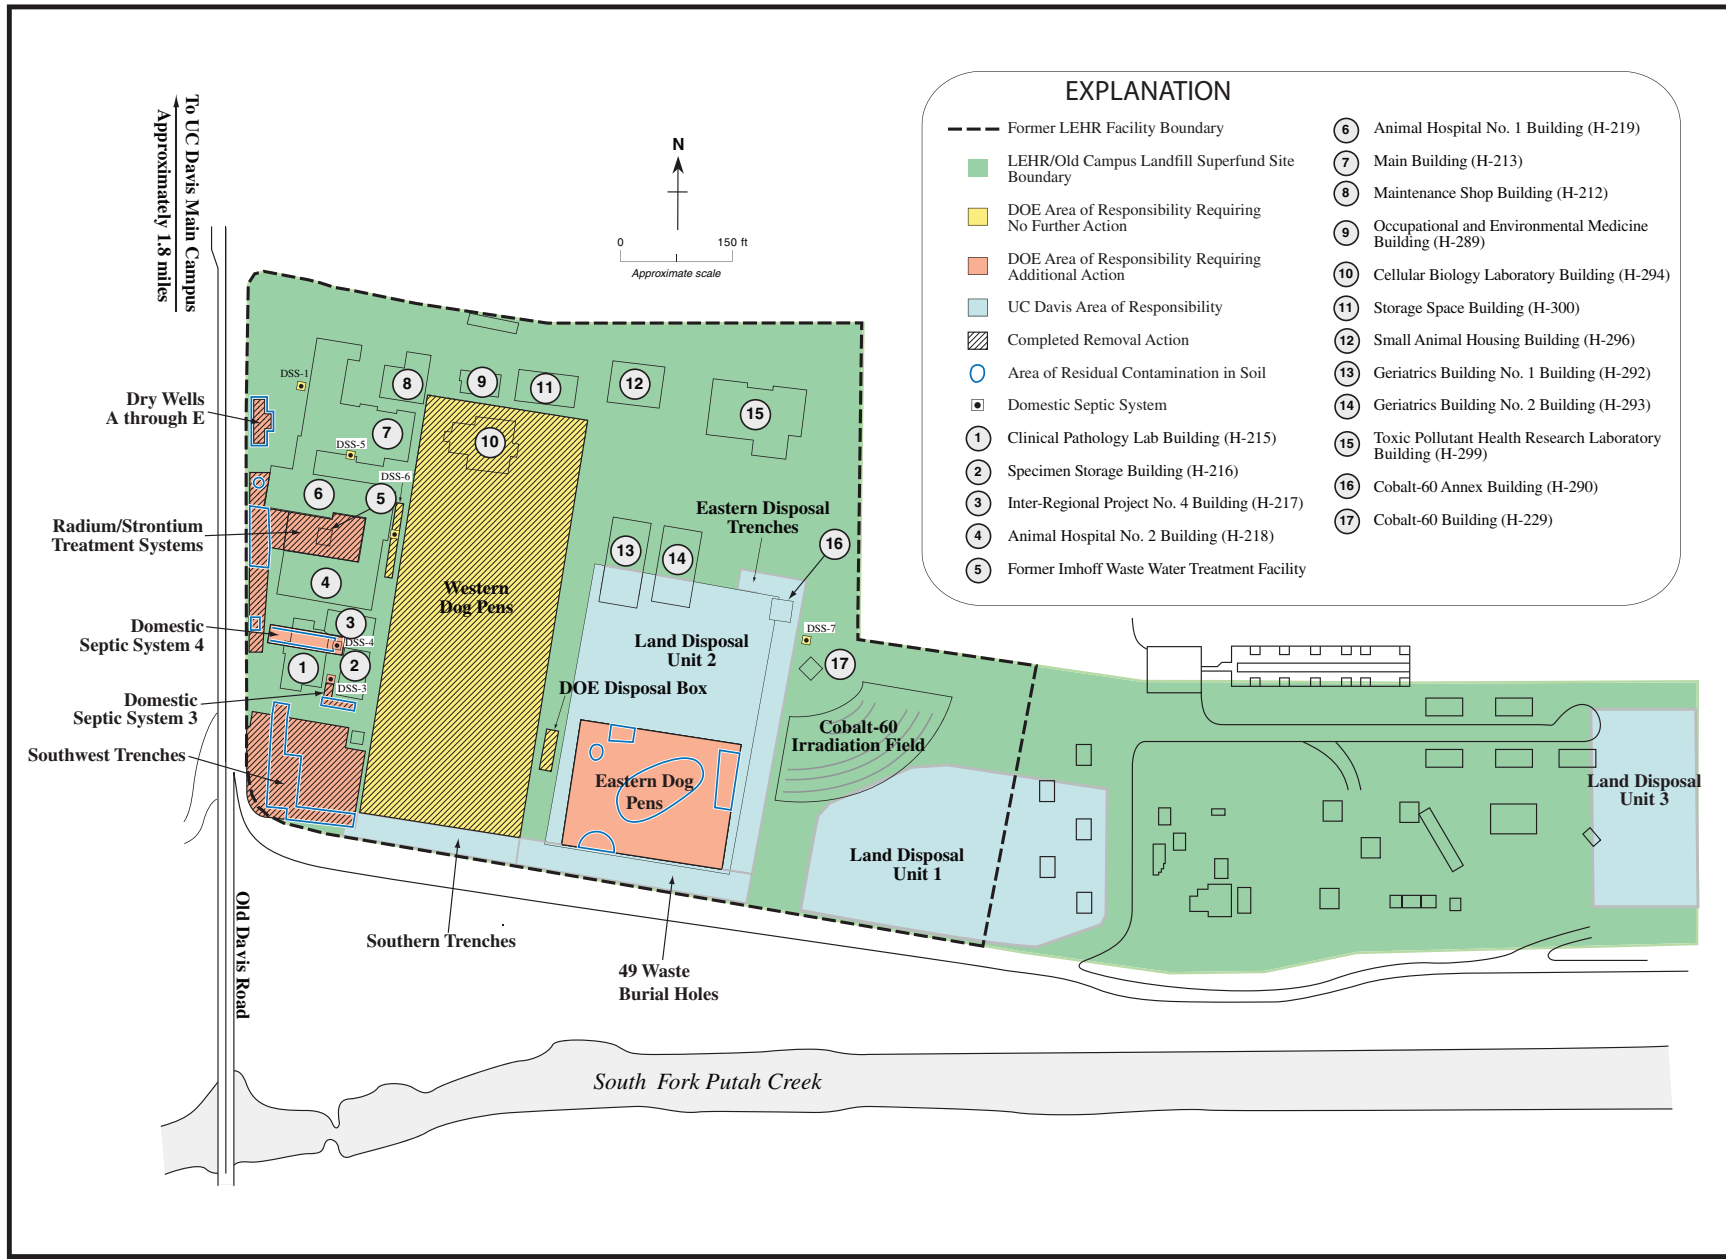 EXPLANATION
Former LEHR Facility Boundary
LEHR/Old Campus Landfill Superfund Site
Boundary
DOE Area of Responsibility Requiring
No Further Action
DOE Area of Responsibility Requiring
Additional Action
UC Davis Area of Responsibility
Completed Removal Action
Area of Residual Contamination in Soil
Domestic Septic System
1 Clinical Pathology Lab Building (H-215)
2 Specimen Storage Building (H-216)
3 Inter-Regional Project No. 4 Building (H-217)
4 Animal Hospital No. 2 Building (H-218)
5 Former Imhoff Waste Water Treatment Facility
6 Animal Hospital No. 1 Building (H-219)
7 Main Building (H-213)
8 Maintenance Shop Building (H-212)
9 Occupational and Environmental Medicine
Building (H-289)
10 Cellular Biology Laboratory Building (H-294)
11 Storage Space Building (H-300)
12 Small Animal Housing Building (H-296)
13 Geriatrics Building No. 1 Building (H-292)
14 Geriatrics Building No. 2 Building (H-293)
15 Toxic Pollutant Health Research Laboratory
Building (H-299)
16 Cobalt-60 Annex Building (H-290)
17 Cobalt-60 Building (H-229)
To UC Davis Main Campus
Approximately 1.8 miles
N
0 150 ft
Approximate scale
DSS-1
8
9
11
12
15
Dry Wells
A through E
7
10
DSS-5
DSS-6
6
5
Eastern Disposal
Trenches
Radium/Strontium
Treatment Systems
13
14
16
4
Western
Dog Pens
Domestic
Septic System 4
3
DSS-4
Land Disposal
Unit 2
DSS-7
17
1
2
DSS-3
DOE Disposal Box
Domestic
Septic System 3
Southwest Trenches
Cobalt-60
Irradiation Field
Eastern Dog
Pens
Land Disposal
Unit 3
Land Disposal
Unit 1
Old Davis Road
Southern Trenches
49 Waste
Burial Holes
South Fork Putah Creek